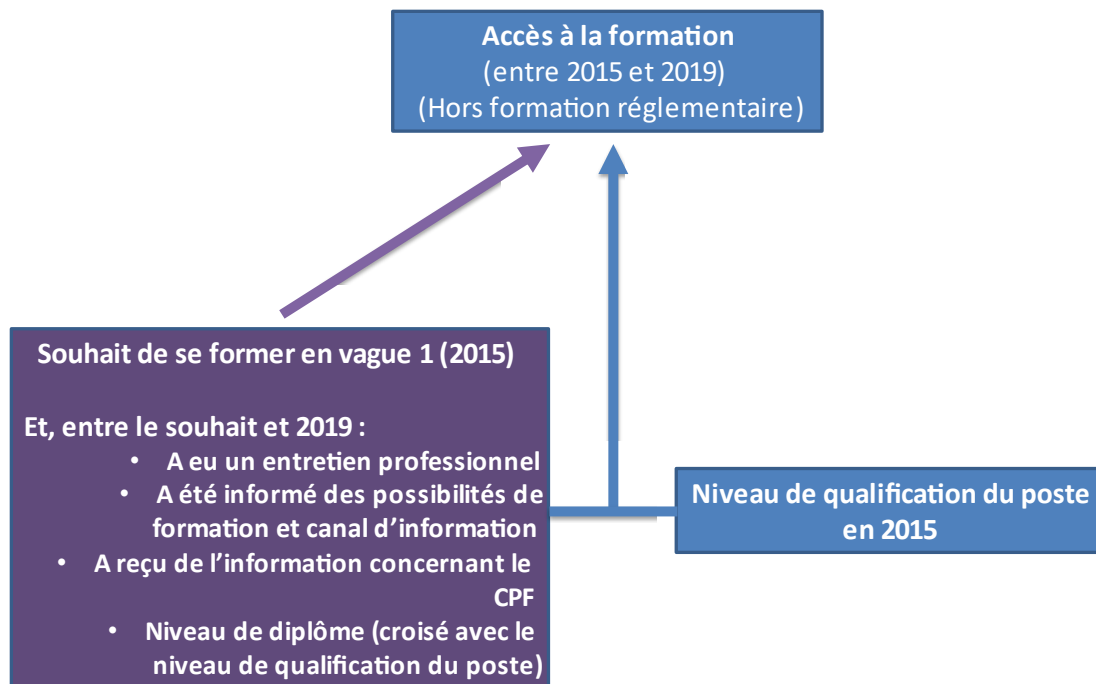 Accès à la formation
(entre 2015 et 2019)
(Hors formation réglementaire)
Souhait de se former en vague 1 (2015)
Et, entre le souhait et 2019 :
• A eu un entretien professionnel
• A été informé des possibilités de
formation et canal d'information
• A reçu de l'information concernant le
CPF
• Niveau de diplôme (croisé avec le
niveau de qualification du poste)
Niveau de qualification du poste
en 2015